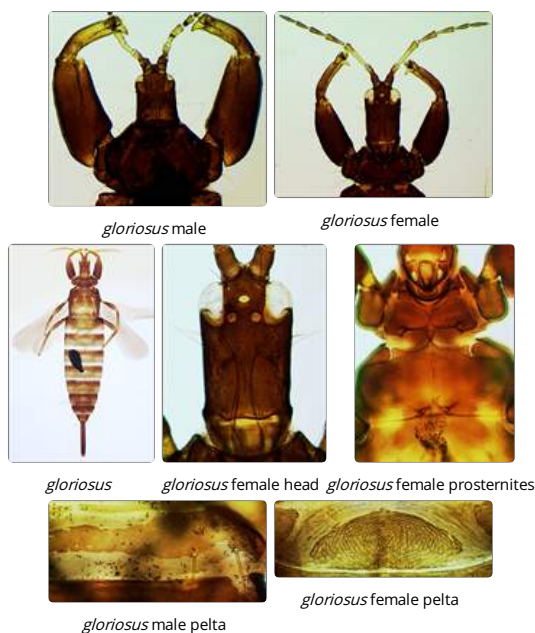 gloriosus male
gloriosus female
gloriosus
gloriosus female head
gloriosus female prosternites
gloriosus male pelta
gloriosus female pelta